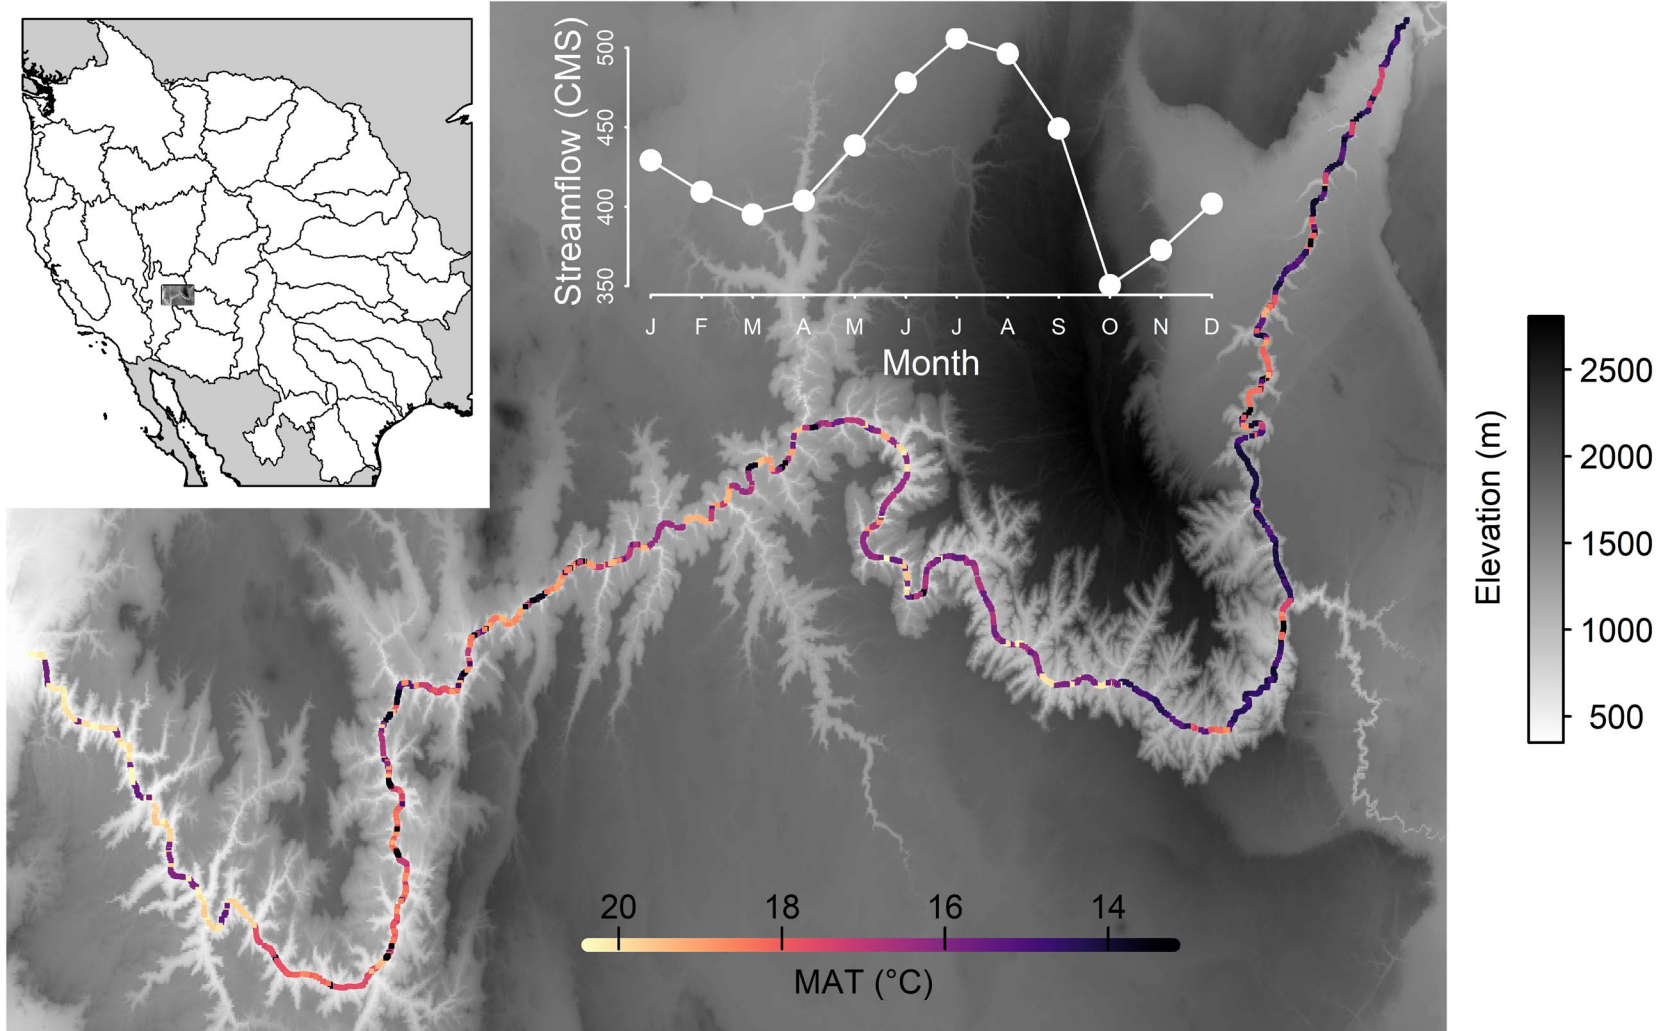 Streamflow (CMS)
500
450
400
350
J F M A M J J A S O N D
Month
Elevation (m)
2500
2000
1500
1000
500
20 18 16 14
MAT (°C)